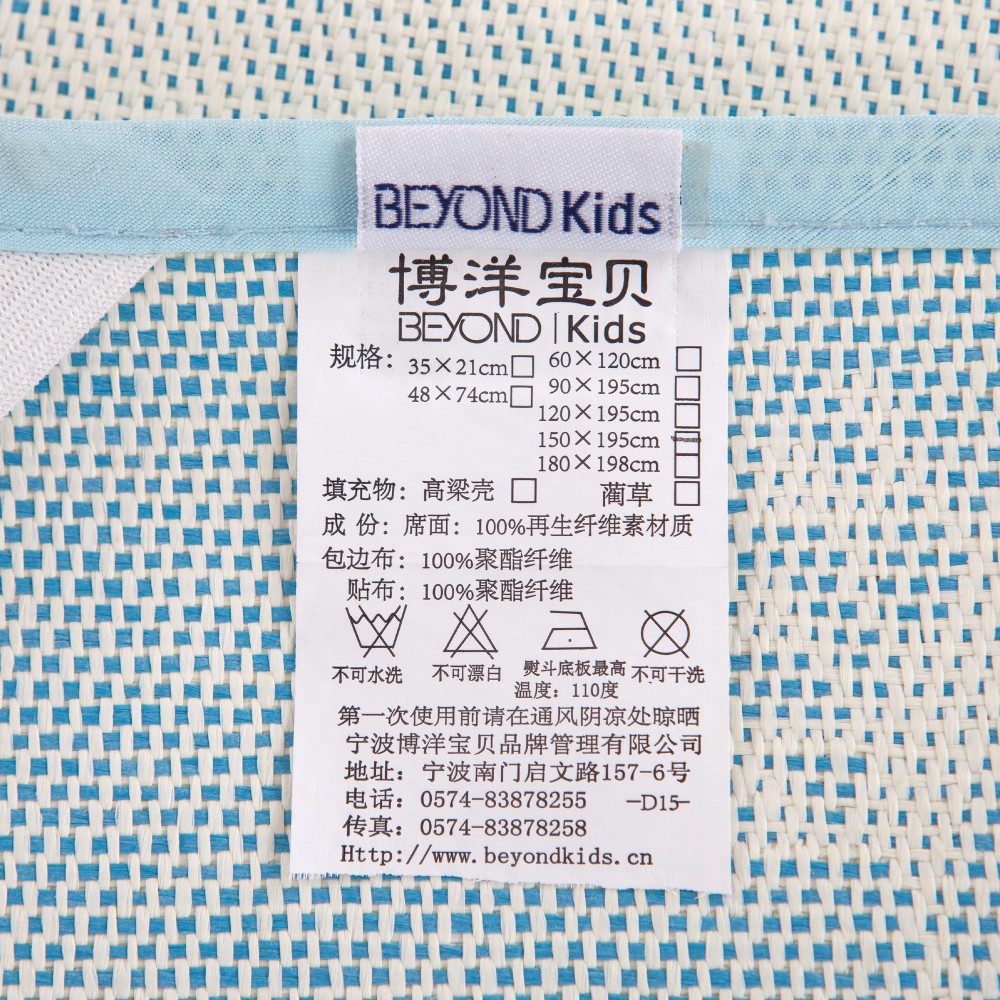 BEYOND Kids
博洋宝贝
BEYOND | Kids
规格: 35×21cm□ 60×120cm □
48×74cm□ 90×195cm □
120×195cm □
150×195cm □
180×198cm □
填充物: 高梁壳 □ 蔺草 □
成 份: 席面: 100%再生纤维素材质
包边布: 100%聚酯纤维
贴布: 100%聚酯纤维
不可水洗 不可漂白 熨斗底板最高温度: 110度 不可干洗
第一次使用前请在通风阴凉处晾晒
宁波博洋宝贝品牌管理有限公司
地址: 宁波南门启文路157-6号
电话: 0574-83878255 —D15—
传真: 0574-83878258
Http://www.beyondkids.cn